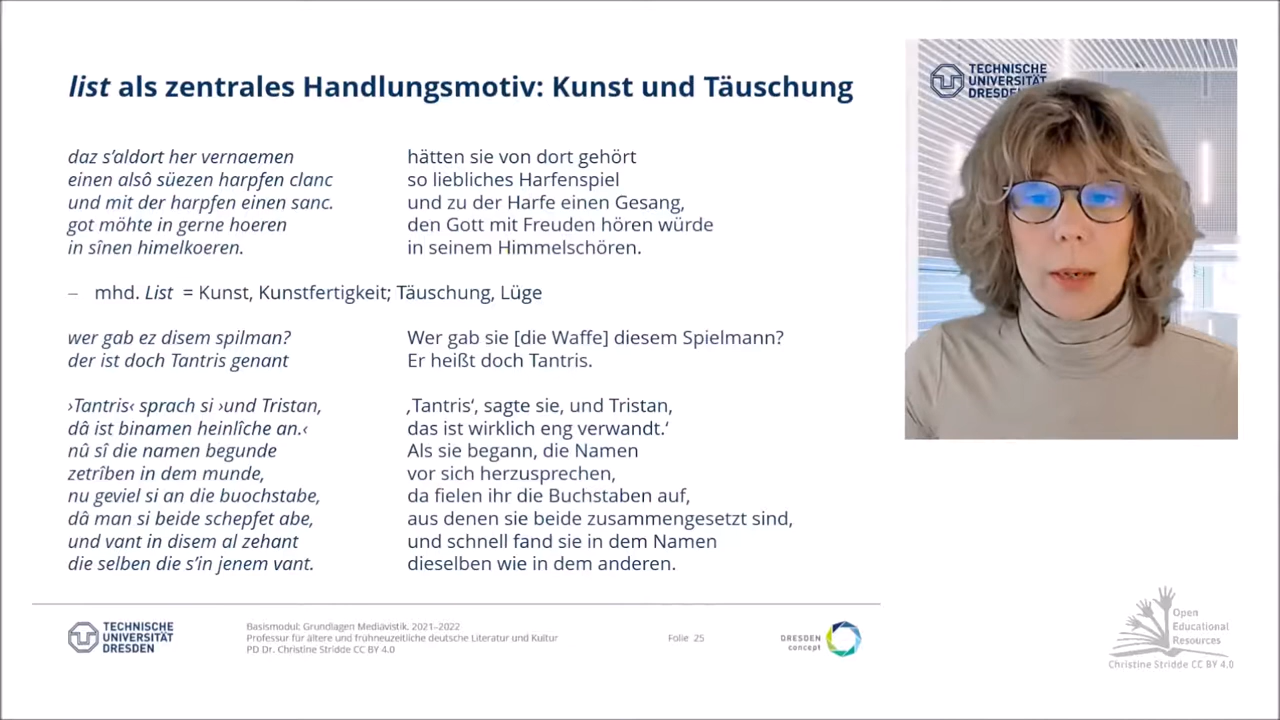 list als zentrales Handlungsmotiv: Kunst und Täuschung
daz s’aldort her vernaemen
einen alsô süezen harpfen clanc
und mit der harpfen einen sanc.
got möhte in gerne hoeren
in sînen himelkoeren.
hätten sie von dort gehört
so liebliches Harfenspiel
und zu der Harfe einen Gesang,
den Gott mit Freuden hören würde
in seinem Himmelschören.
– mhd. List = Kunst, Kunstfertigkeit; Täuschung, Lüge
wer gab ez disem spilman?
der ist doch Tantris genant
Wer gab sie [die Waffe] diesem Spielmann?
Er heißt doch Tantris.
›Tantris‹ sprach si ›und Tristan,
dâ ist binamen heinlîche an.‹
nû sî die namen begunde
zetrîben in dem munde,
nu geviel si an die buochstabe,
dâ man si beide schepfet abe,
und vant in disem al zehant
die selben die s’in jenem vant.
‚Tantris‘, sagte sie, und Tristan,
das ist wirklich eng verwandt.‘
Als sie begann, die Namen
vor sich herzusprechen,
da fielen ihr die Buchstaben auf,
aus denen sie beide zusammengesetzt sind,
und schnell fand sie in dem Namen
dieselben wie in dem anderen.
TECHNISCHE
UNIVERSITÄT
DRESDEN
Basismodul: Grundlagen Mediävistik, 2021–2022
Professur für ältere und frühneuzeitliche deutsche Literatur und Kultur
PD Dr. Christine Stridde CC BY 4.0
Folie 25
DRESDEN
concept
TECHNISCHE
UNIVERSITÄT
DRESDEN
Open
Educational
Resources
Christine Stridde CC BY 4.0